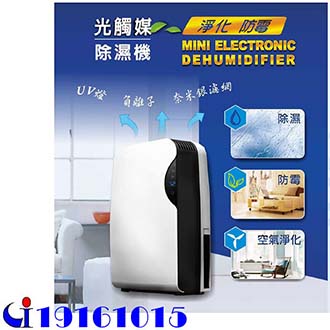 光觸媒
除濕機
淨化 防霉
MINI ELECTRONIC
DEHUMIDIFIER
UV燈
負離子
奈米銀濾網
除濕
防霉
空氣淨化
19161015